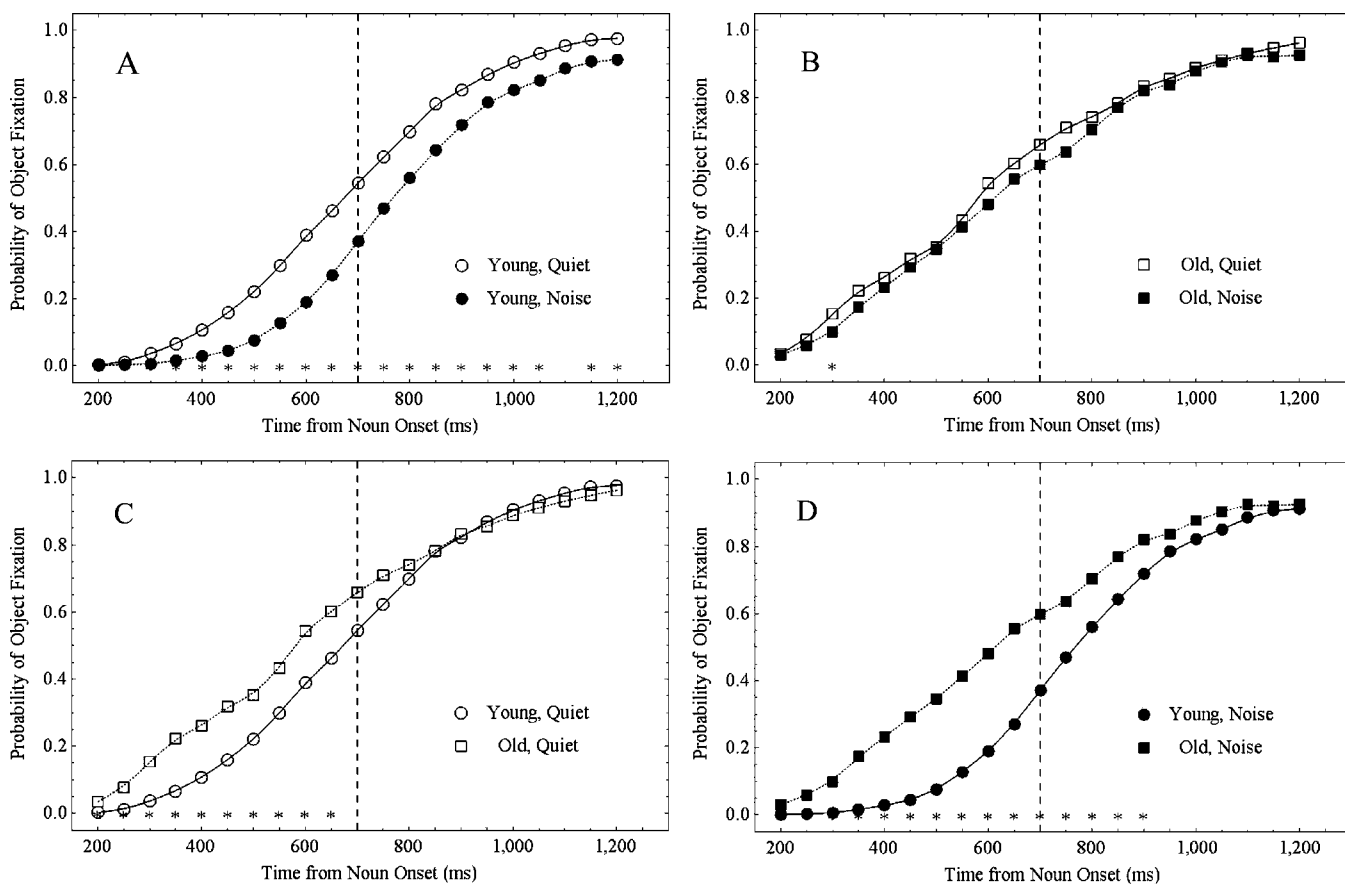 A
Probability of Object Fixation
1.0
0.8
0.6
0.4
0.2
0.0
Young, Quiet
Young, Noise
* * * * * * * * * * * * * * * * *
200 400 600 800 1,000 1,200
Time from Noun Onset (ms)
B
Probability of Object Fixation
1.0
0.8
0.6
0.4
0.2
0.0
Old, Quiet
Old, Noise
*
200 400 600 800 1,000 1,200
Time from Noun Onset (ms)
C
Probability of Object Fixation
1.0
0.8
0.6
0.4
0.2
0.0
Young, Quiet
Old, Quiet
* * * * * * * * * *
200 400 600 800 1,000 1,200
Time from Noun Onset (ms)
D
Probability of Object Fixation
1.0
0.8
0.6
0.4
0.2
0.0
Young, Noise
Old, Noise
* * * * * * * * * * * *
200 400 600 800 1,000 1,200
Time from Noun Onset (ms)